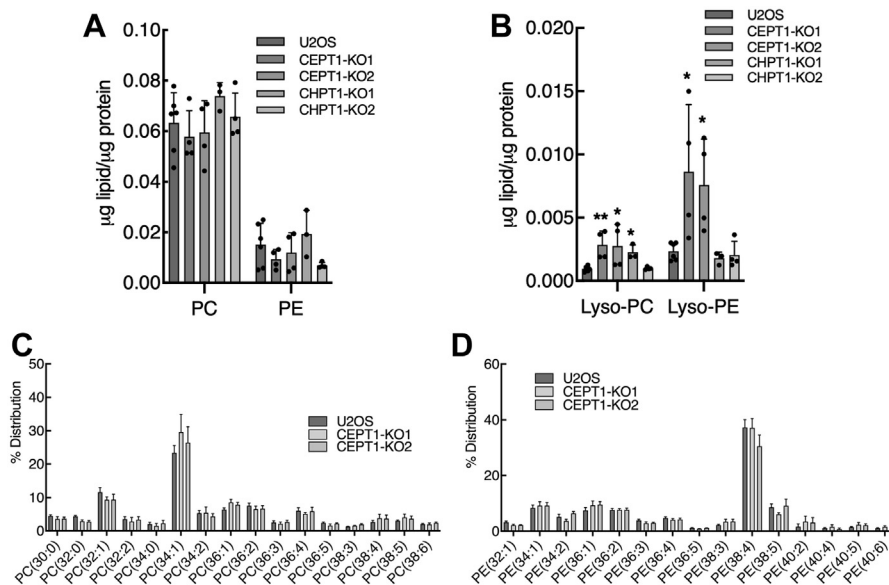 A
µg lipid/µg protein
0.10
0.08
0.06
0.04
0.02
0.00
U2OS
CEPT1-KO1
CEPT1-KO2
CHPT1-KO1
CHPT1-KO2
PC
PE
B
µg lipid/µg protein
0.020
0.015
0.010
0.005
0.000
U2OS
CEPT1-KO1
CEPT1-KO2
CHPT1-KO1
CHPT1-KO2
**
*
*
*
*
Lyso-PC
Lyso-PE
C
% Distribution
50
40
30
20
10
0
U2OS
CEPT1-KO1
CEPT1-KO2
PC(30:0)
PC(32:0)
PC(32:1)
PC(32:2)
PC(34:0)
PC(34:1)
PC(34:2)
PC(36:1)
PC(36:2)
PC(36:3)
PC(36:4)
PC(36:5)
PC(38:3)
PC(38:4)
PC(38:5)
PC(38:6)
D
% Distribution
60
40
20
0
U2OS
CEPT1-KO1
CEPT1-KO2
PE(32:1)
PE(34:1)
PE(34:2)
PE(36:1)
PE(36:2)
PE(36:3)
PE(36:4)
PE(36:5)
PE(38:3)
PE(38:4)
PE(38:5)
PE(40:2)
PE(40:4)
PE(40:5)
PE(40:6)